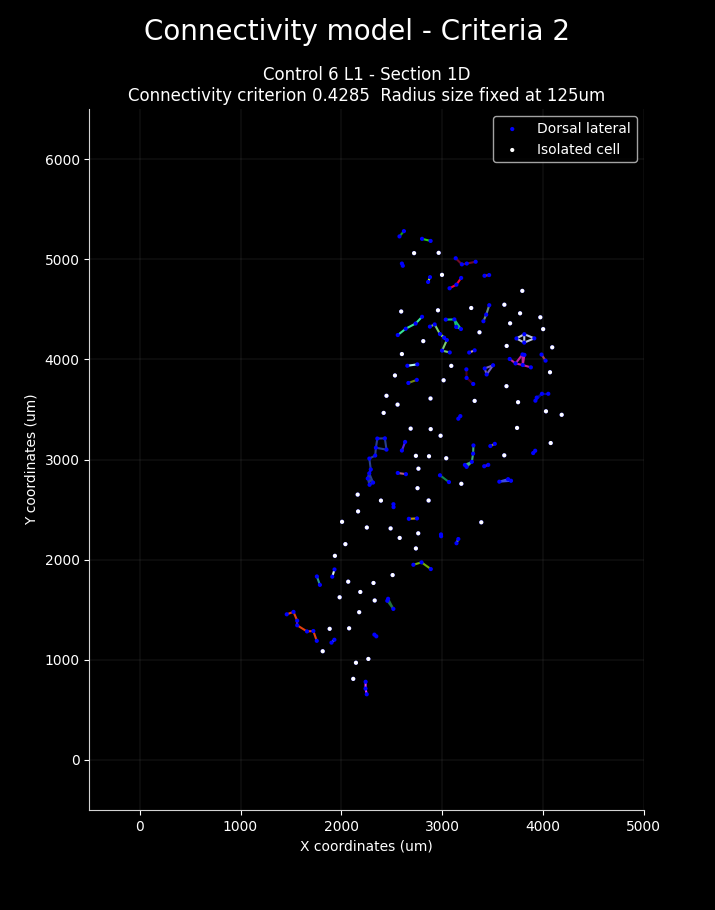 Connectivity model - Criteria 2
Control 6 L1 - Section 1D
Connectivity criterion 0.4285  Radius size fixed at 125um
Dorsal lateral
Isolated cell
6000
5000
4000
3000
2000
1000
0
Y coordinates (um)
0 1000 2000 3000 4000 5000
X coordinates (um)